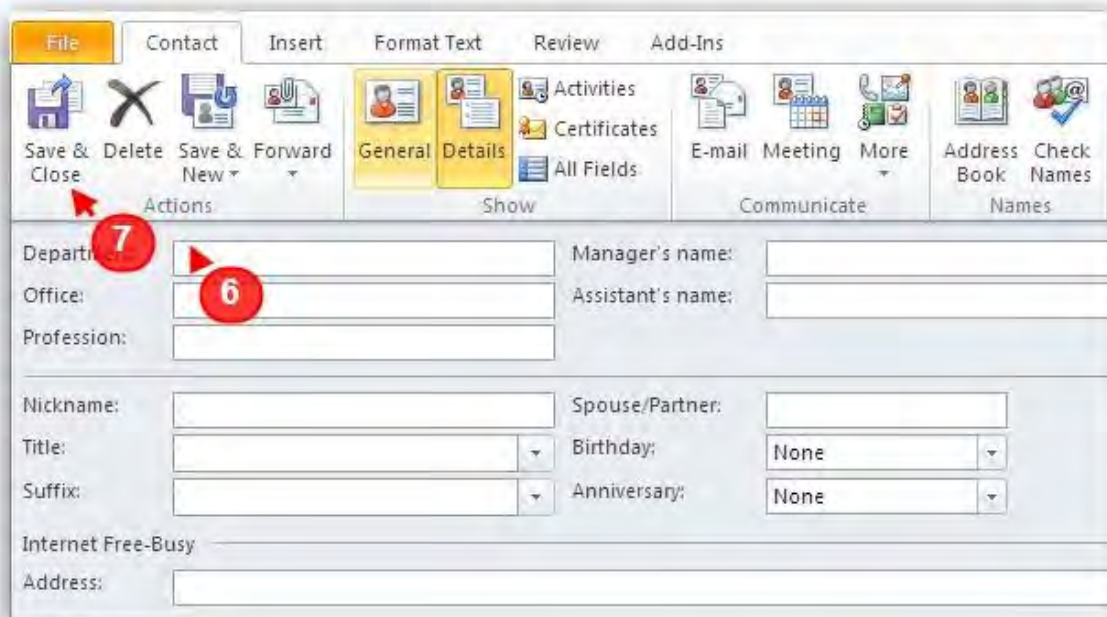 File Contact Insert Format Text Review Add-Ins
Save & Close
Delete
Save & New
Forward
Actions
General
Details
Activities
Certificates
All Fields
Show
E-mail
Meeting
More
Communicate
Address Book
Check Names
Names
7
6
Office:
Profession:
Manager's name:
Assistant's name:
Nickname:
Title:
Suffix:
Spouse/Partner:
Birthday: None
Anniversary: None
Internet Free-Busy
Address: